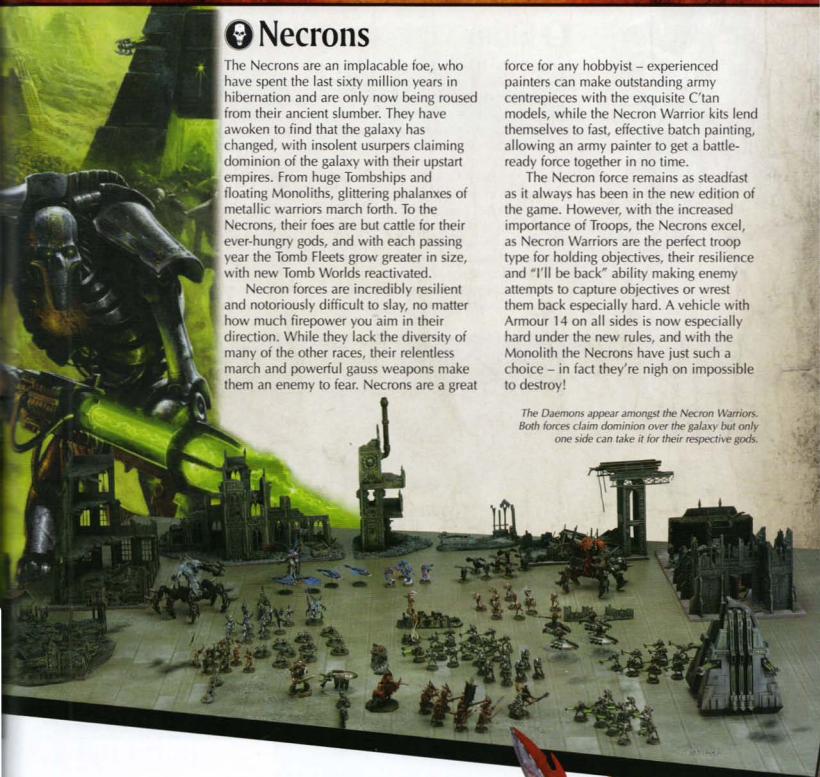 Necrons
The Necrons are an implacable foe, who
have spent the last sixty million years in
hibernation and are only now being roused
from their ancient slumber. They have
awoken to find that the galaxy has
changed, with insolent usurpers claiming
dominion of the galaxy with their upstart
empires. From huge Tombships and
floating Monoliths, glittering phalanxes of
metallic warriors march forth. To the
Necrons, their foes are but cattle for their
ever-hungry gods, and with each passing
year the Tomb Fleets grow greater in size,
with new Tomb Worlds reactivated.
Necron forces are incredibly resilient
and notoriously difficult to slay, no matter
how much firepower you aim in their
direction. While they lack the diversity of
many of the other races, their relentless
march and powerful gauss weapons make
them an enemy to fear. Necrons are a great
force for any hobbyist – experienced
painters can make outstanding army
centrepieces with the exquisite C'tan
models, while the Necron Warrior kits lend
themselves to fast, effective batch painting,
allowing an army painter to get a battle-
ready force together in no time.
The Necron force remains as steadfast
as it always has been in the new edition of
the game. However, with the increased
importance of Troops, the Necrons excel,
as Necron Warriors are the perfect troop
type for holding objectives, their resilience
and "I'll be back" ability making enemy
attempts to capture objectives or wrest
them back especially hard. A vehicle with
Armour 14 on all sides is now especially
hard under the new rules, and with the
Monolith the Necrons have just such a
choice – in fact they're nigh on impossible
to destroy!
The Daemons appear amongst the Necron Warriors.
Both forces claim dominion over the galaxy but only
one side can take it for their respective gods.